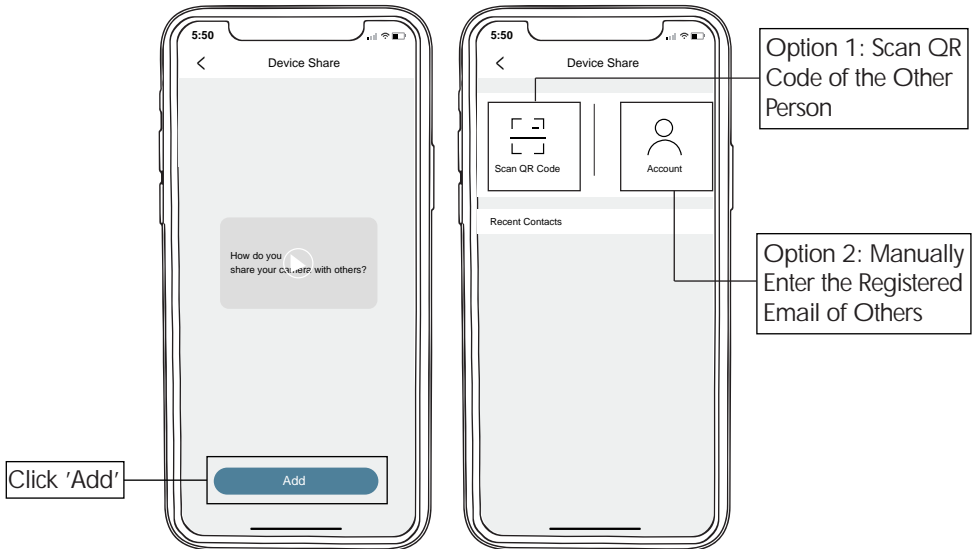 5:50
Device Share
How do you
share your camera with others?
Add
Click 'Add'
5:50
Device Share
Scan QR Code
Account
Recent Contacts
Option 1: Scan QR
Code of the Other
Person
Option 2: Manually
Enter the Registered
Email of Others